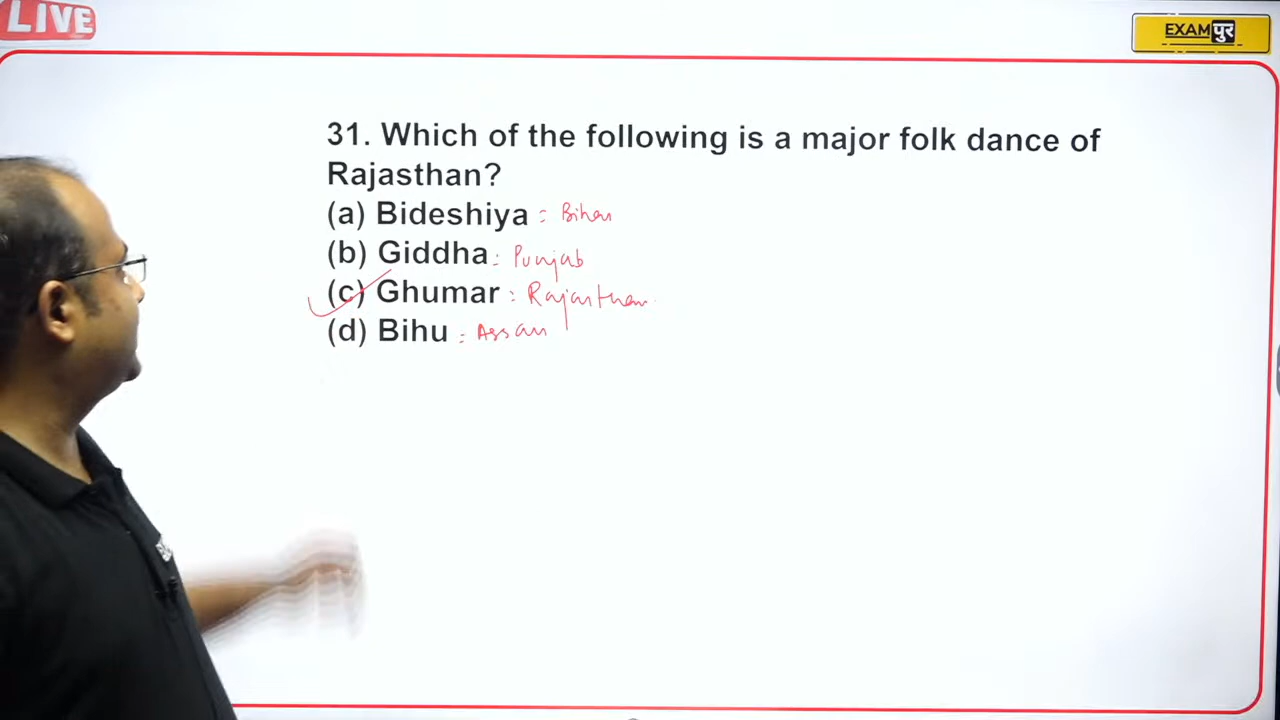 LIVE
EXAMपुर
31. Which of the following is a major folk dance of
Rajasthan?
(a) Bideshiya : Bihar
(b) Giddha : Punjab
(c) Ghumar : Rajasthan
(d) Bihu : Assam